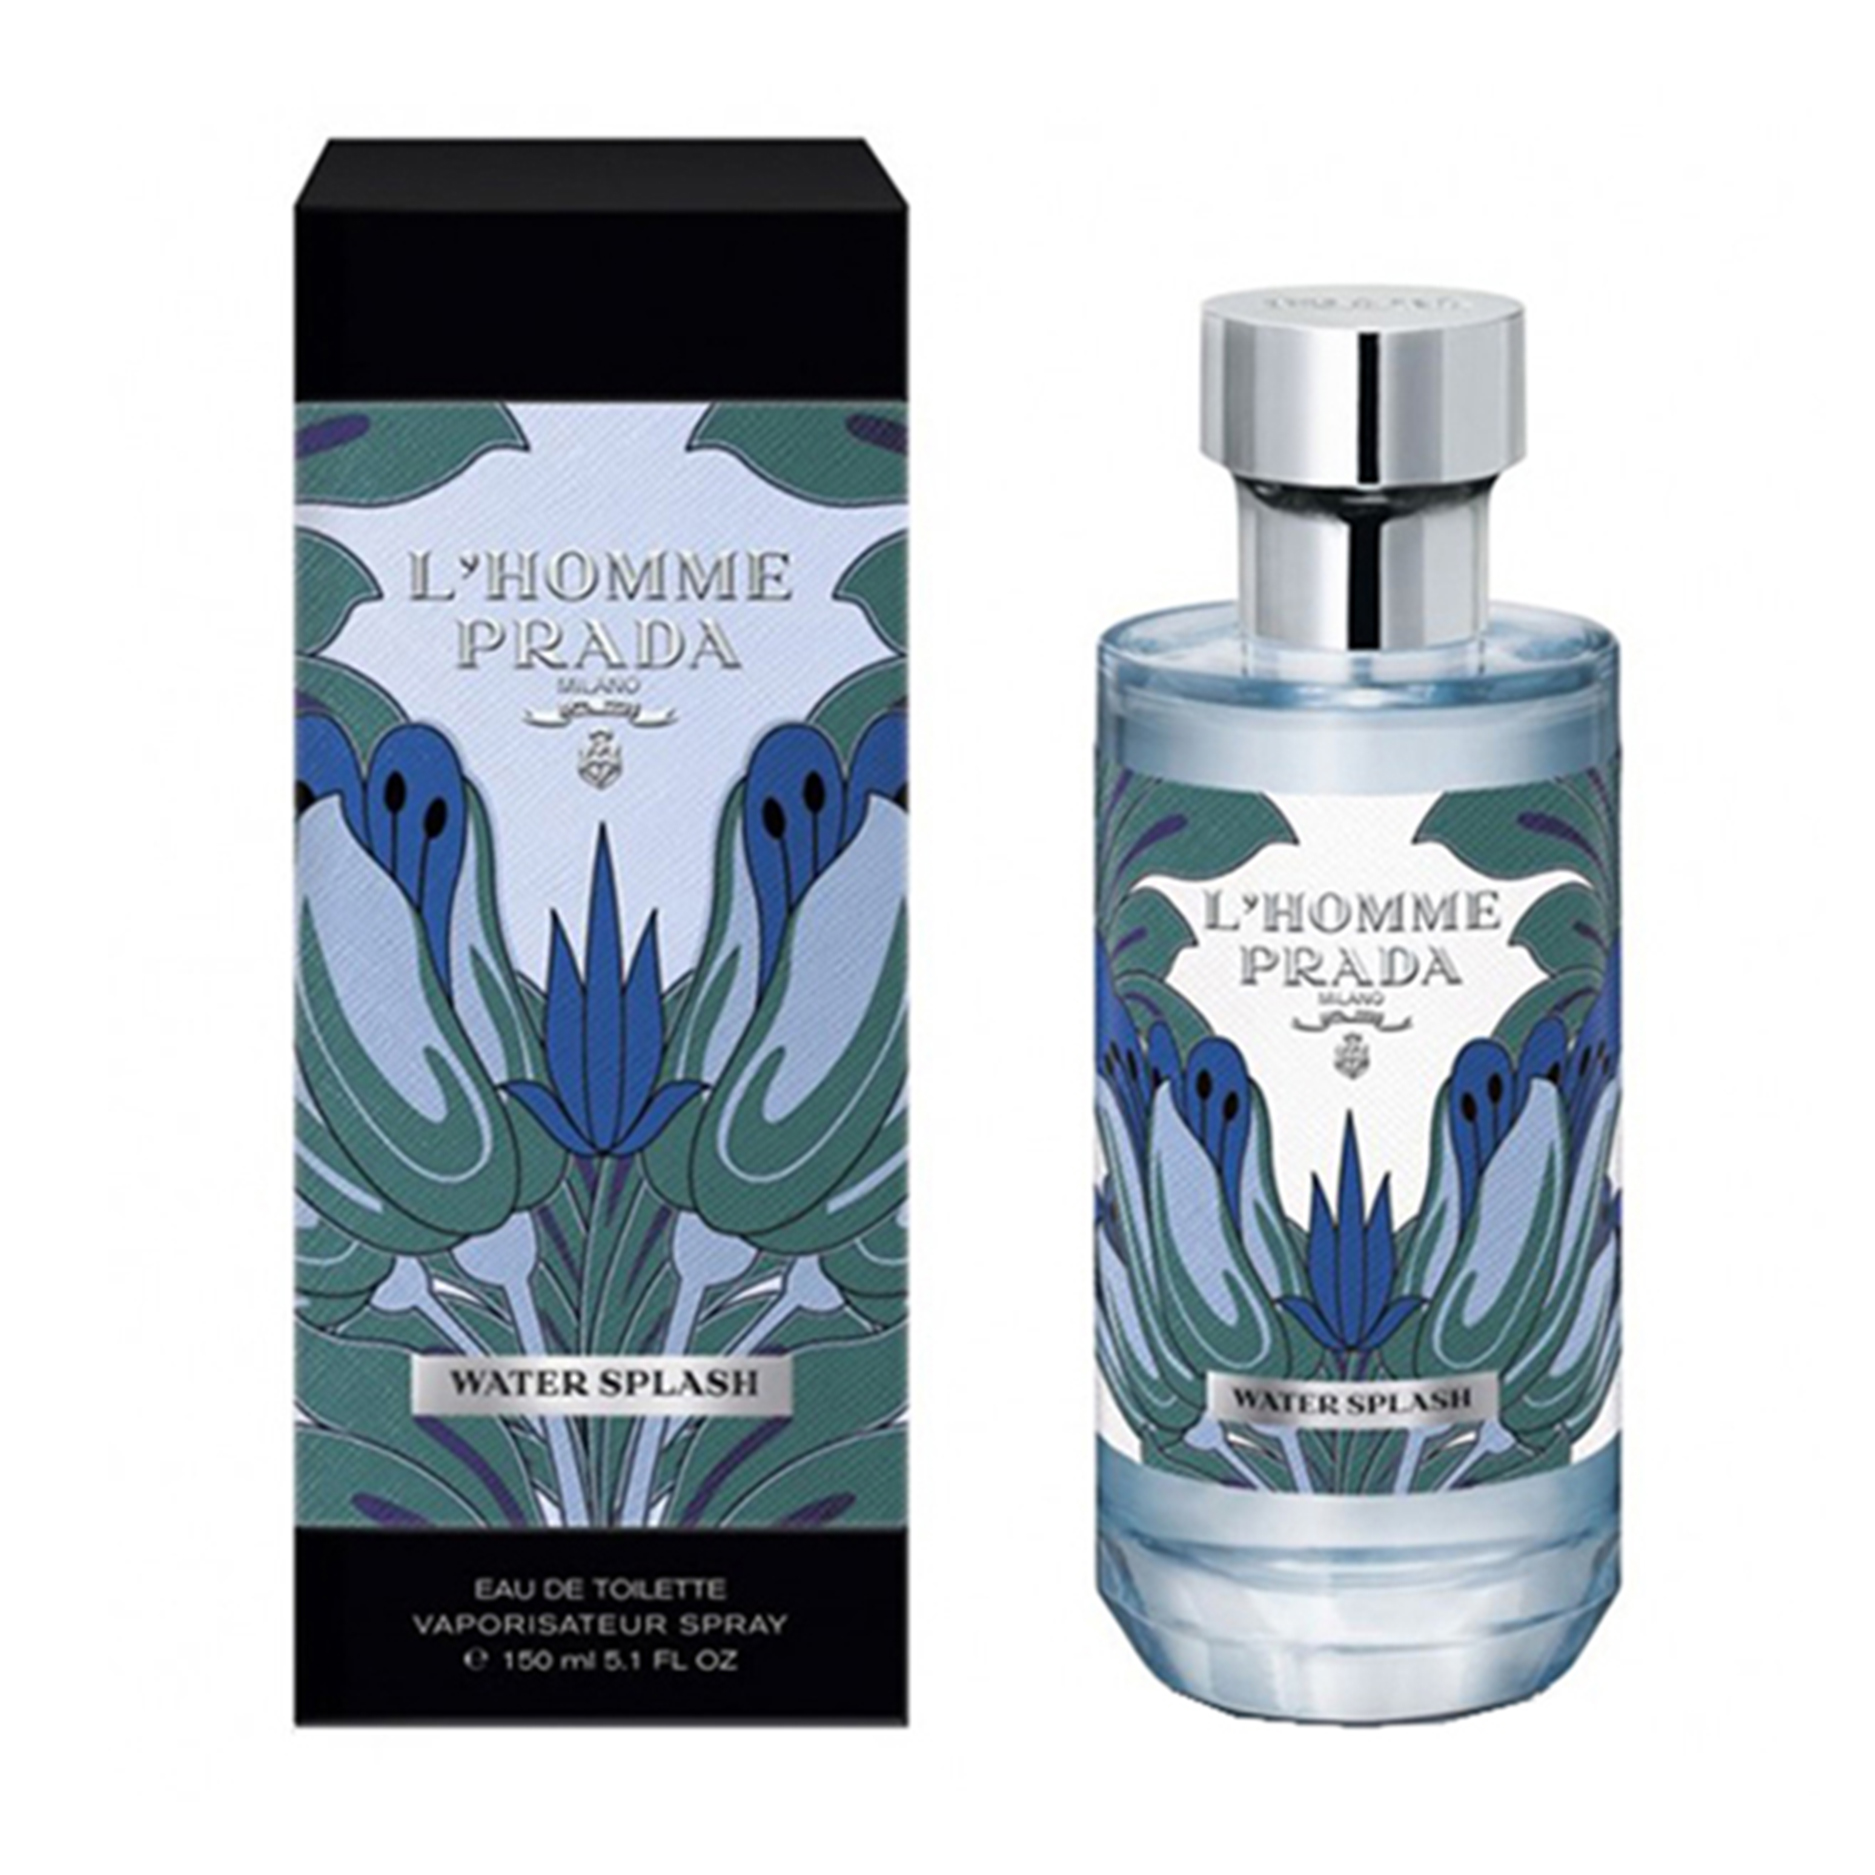 L'HOMME
PRADA
MILANO
WATER SPLASH
EAU DE TOILETTE
VAPORISATEUR SPRAY
℮ 150 ml 5.1 FL OZ
L'HOMME
PRADA
MILANO
WATER SPLASH